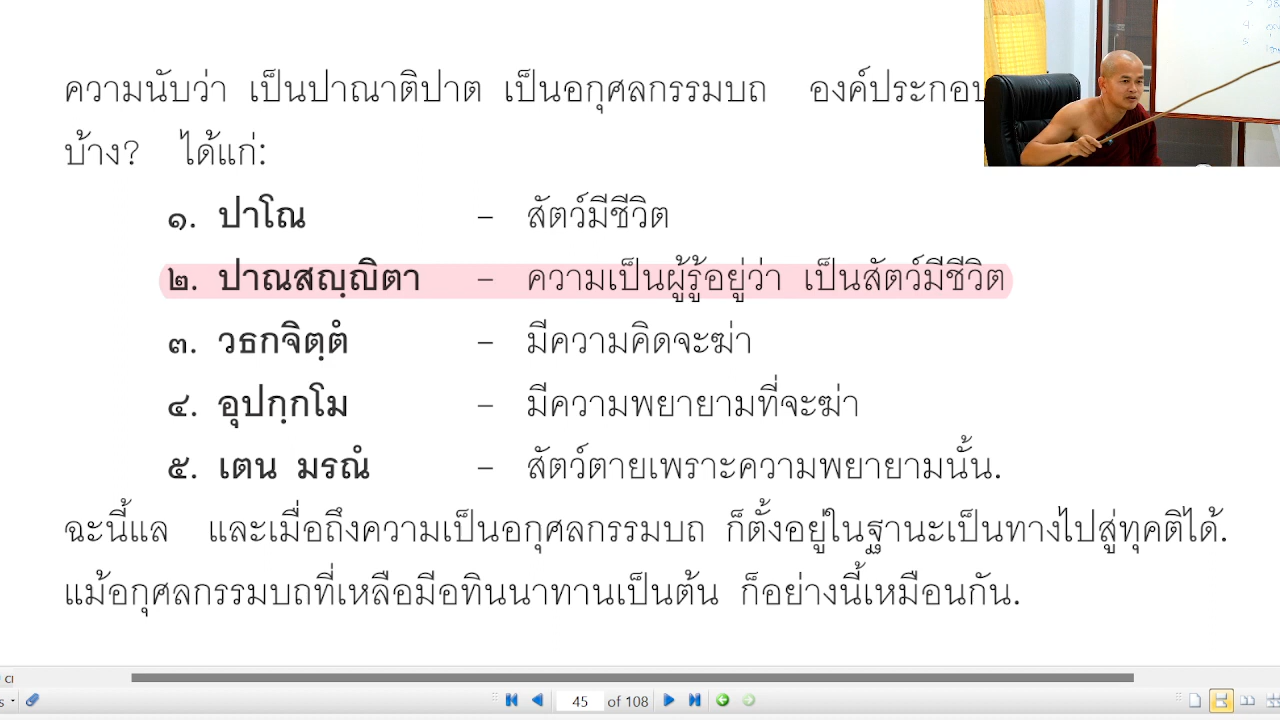 ความนับว่า เป็นปาณาติปาต เป็นอกุศลกรรมบถ องค์ประกอบ
บ้าง? ได้แก่:
๑. ปาโณ – สัตว์มีชีวิต
๒. ปาณสญฺญิตา – ความเป็นผู้รู้อยู่ว่า เป็นสัตว์มีชีวิต
๓. วธกจิตฺตํ – มีความคิดจะฆ่า
๔. อุปกฺกโม – มีความพยายามที่จะฆ่า
๕. เตน มรณํ – สัตว์ตายเพราะความพยายามนั้น.
ฉะนี้แล และเมื่อถึงความเป็นอกุศลกรรมบถ ก็ตั้งอยู่ในฐานะเป็นทางไปสู่ทุคติได้.
แม้อกุศลกรรมบถที่เหลือมีอทินนาทานเป็นต้น ก็อย่างนี้เหมือนกัน.
45 of 108